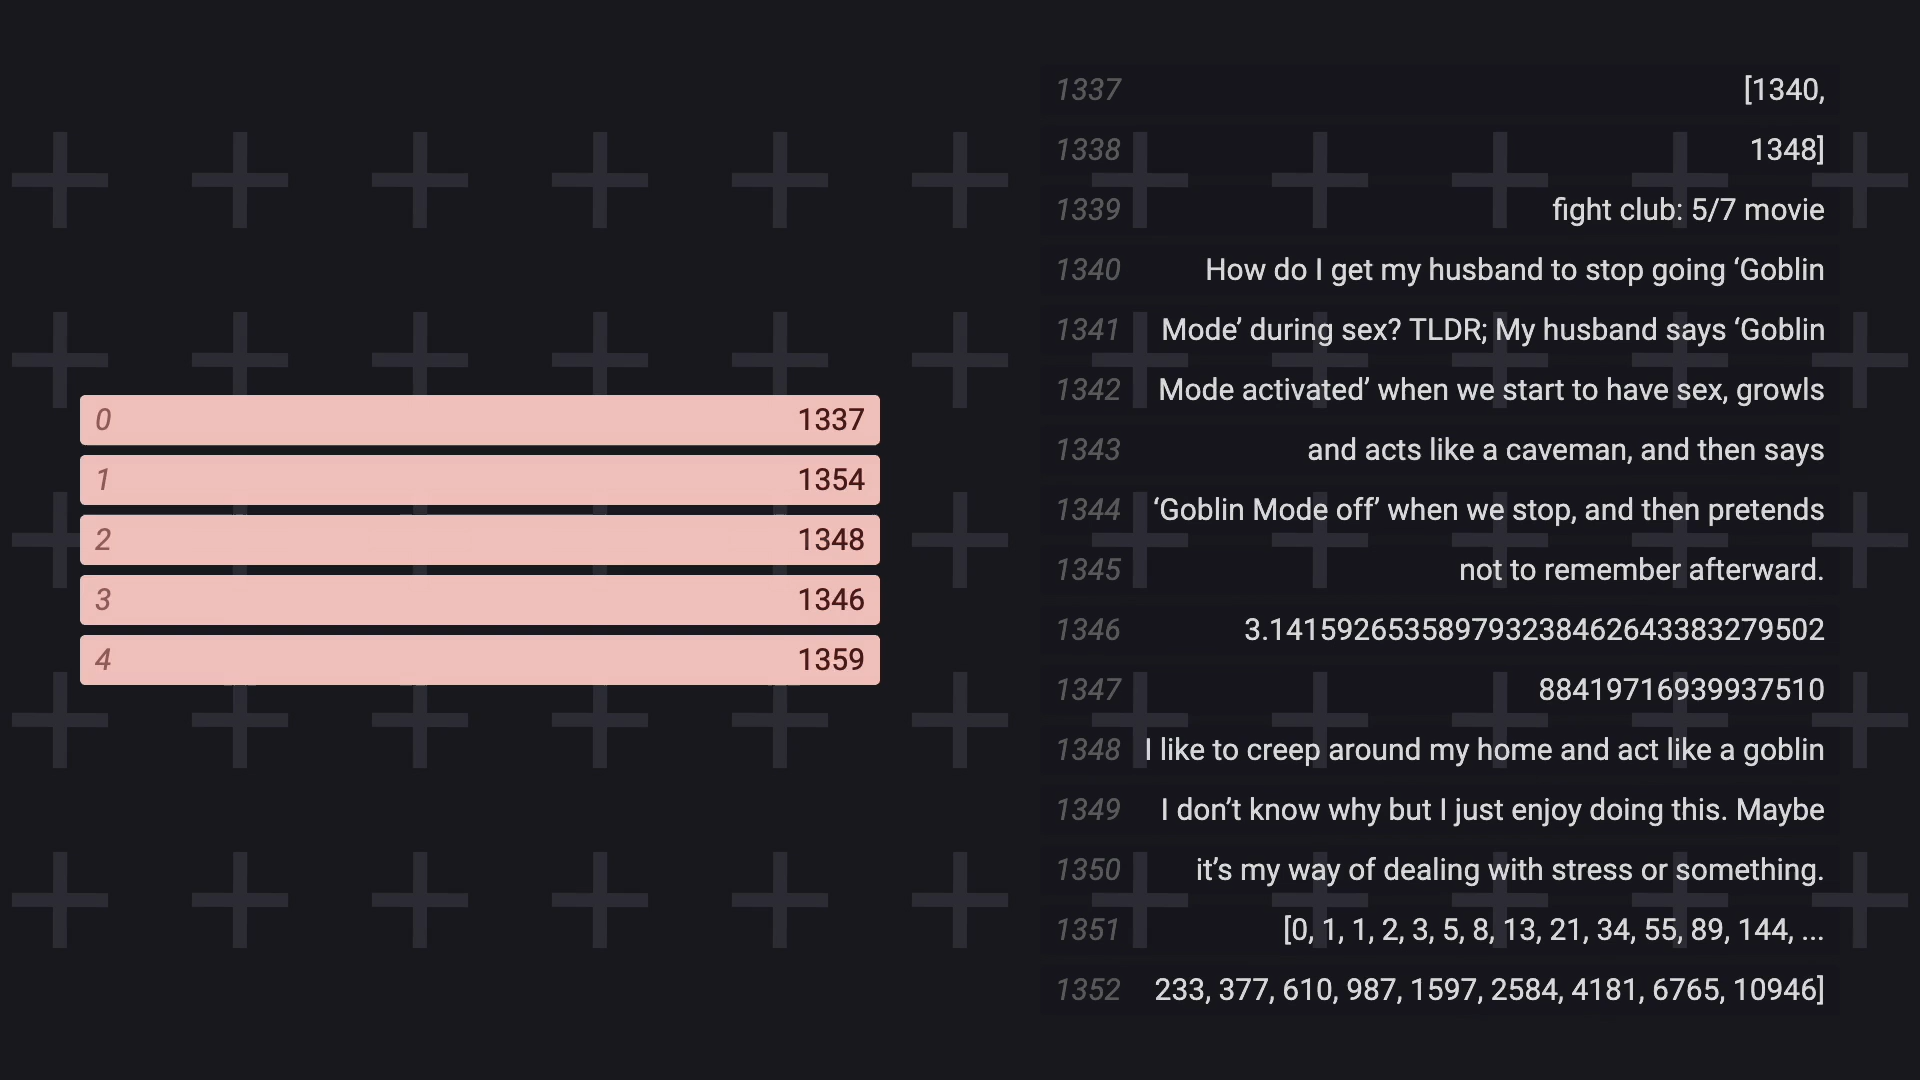 0 1337
1 1354
2 1348
3 1346
4 1359
1337 [1340,
1338 1348]
1339 fight club: 5/7 movie
1340 How do I get my husband to stop going ‘Goblin
1341 Mode’ during sex? TLDR; My husband says ‘Goblin
1342 Mode activated’ when we start to have sex, growls
1343 and acts like a caveman, and then says
1344 ‘Goblin Mode off’ when we stop, and then pretends
1345 not to remember afterward.
1346 3.1415926535897932384626433832795​02
1347 88419716939937510
1348 I like to creep around my home and act like a goblin
1349 I don’t know why but I just enjoy doing this. Maybe
1350 it’s my way of dealing with stress or something.
1351 [0, 1, 1, 2, 3, 5, 8, 13, 21, 34, 55, 89, 144, ...
1352 233, 377, 610, 987, 1597, 2584, 4181, 6765, 10946]